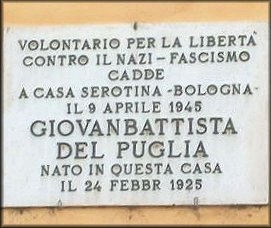 VOLONTARIO PER LA LIBERTÀ
CONTRO IL NAZI-FASCISMO
CADDE
A CASA SEROTINA-BOLOGNA-
IL 9 APRILE 1945
GIOVANBATTISTA
DEL PUGLIA
NATO IN QUESTA CASA
IL 24 FEBBR 1925